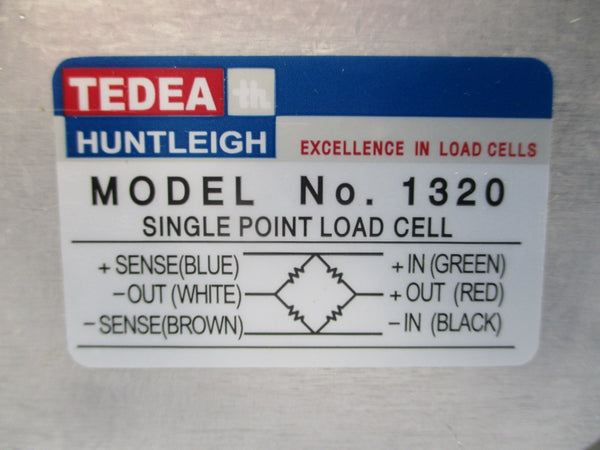 TEDEA th
HUNTLEIGH
EXCELLENCE IN LOAD CELLS
MODEL No. 1320
SINGLE POINT LOAD CELL
+ SENSE(BLUE) + IN (GREEN)
-OUT (WHITE) + OUT (RED)
-SENSE(BROWN) -IN (BLACK)